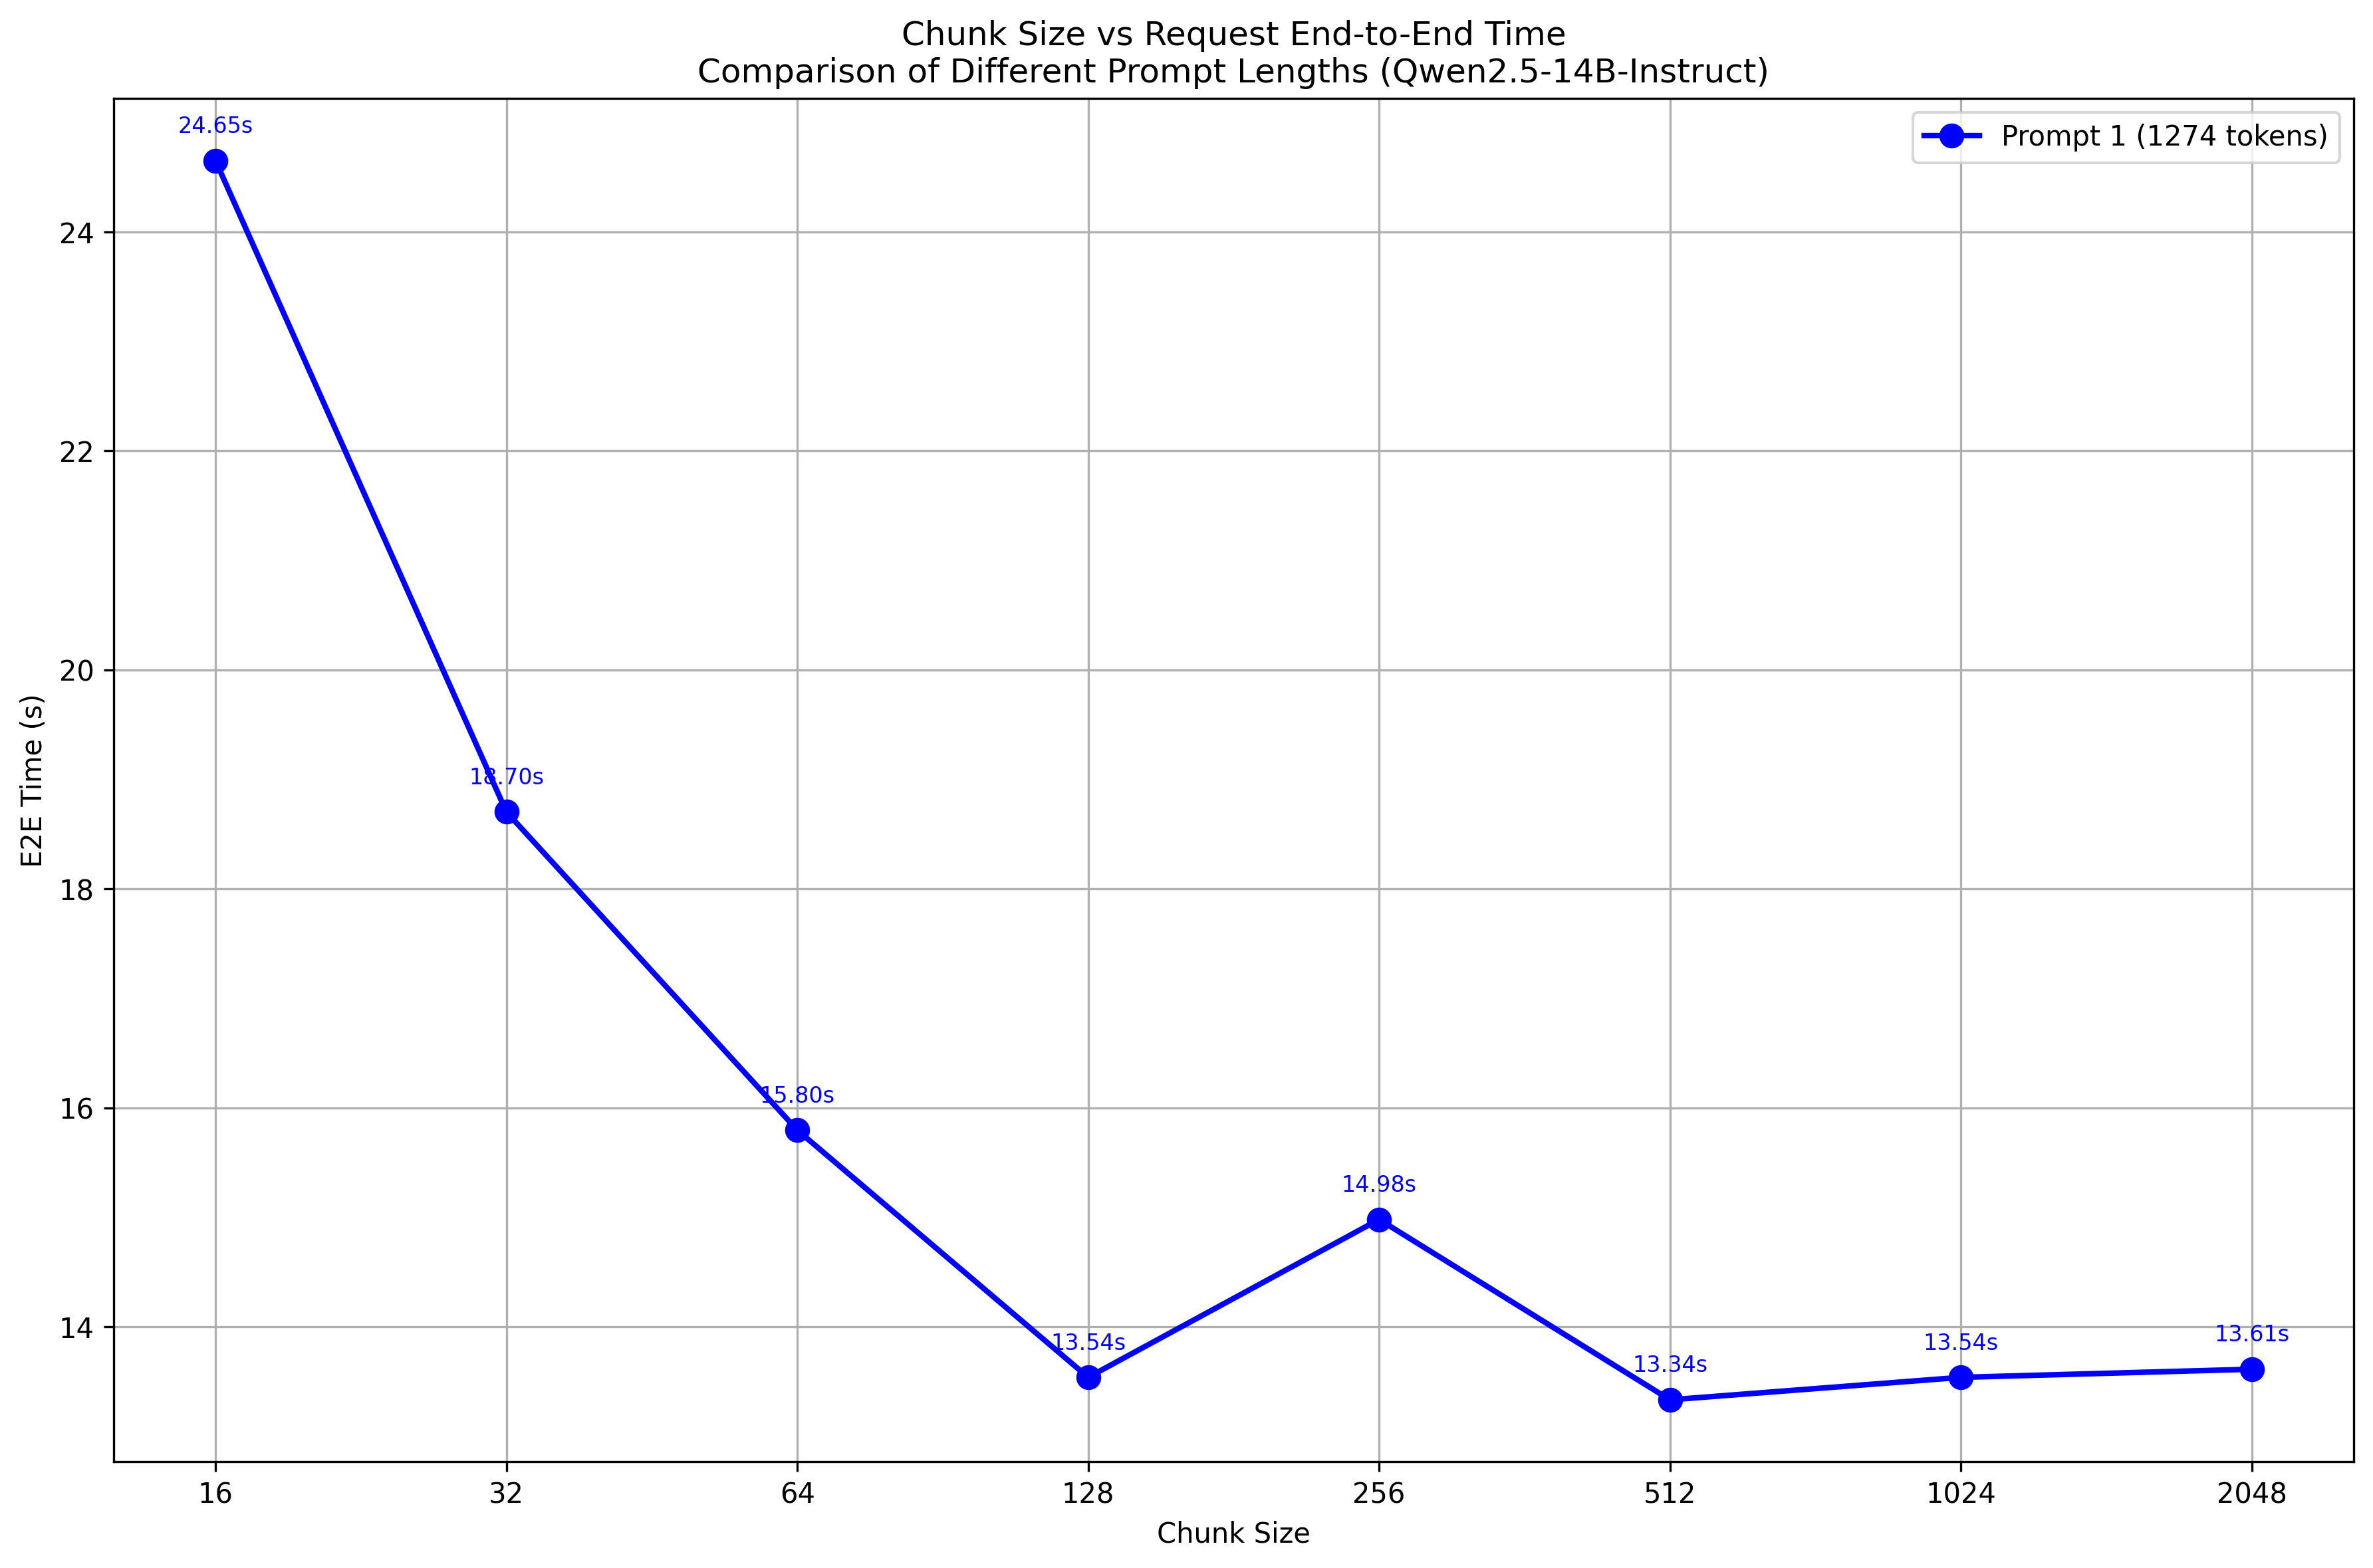 Chunk Size vs Request End-to-End Time
Comparison of Different Prompt Lengths (Qwen2.5-14B-Instruct)
Prompt 1 (1274 tokens)
24.65s
18.70s
15.80s
13.54s
14.98s
13.34s
13.54s
13.61s
E2E Time (s)
24
22
20
18
16
14
16
32
64
128
256
512
1024
2048
Chunk Size